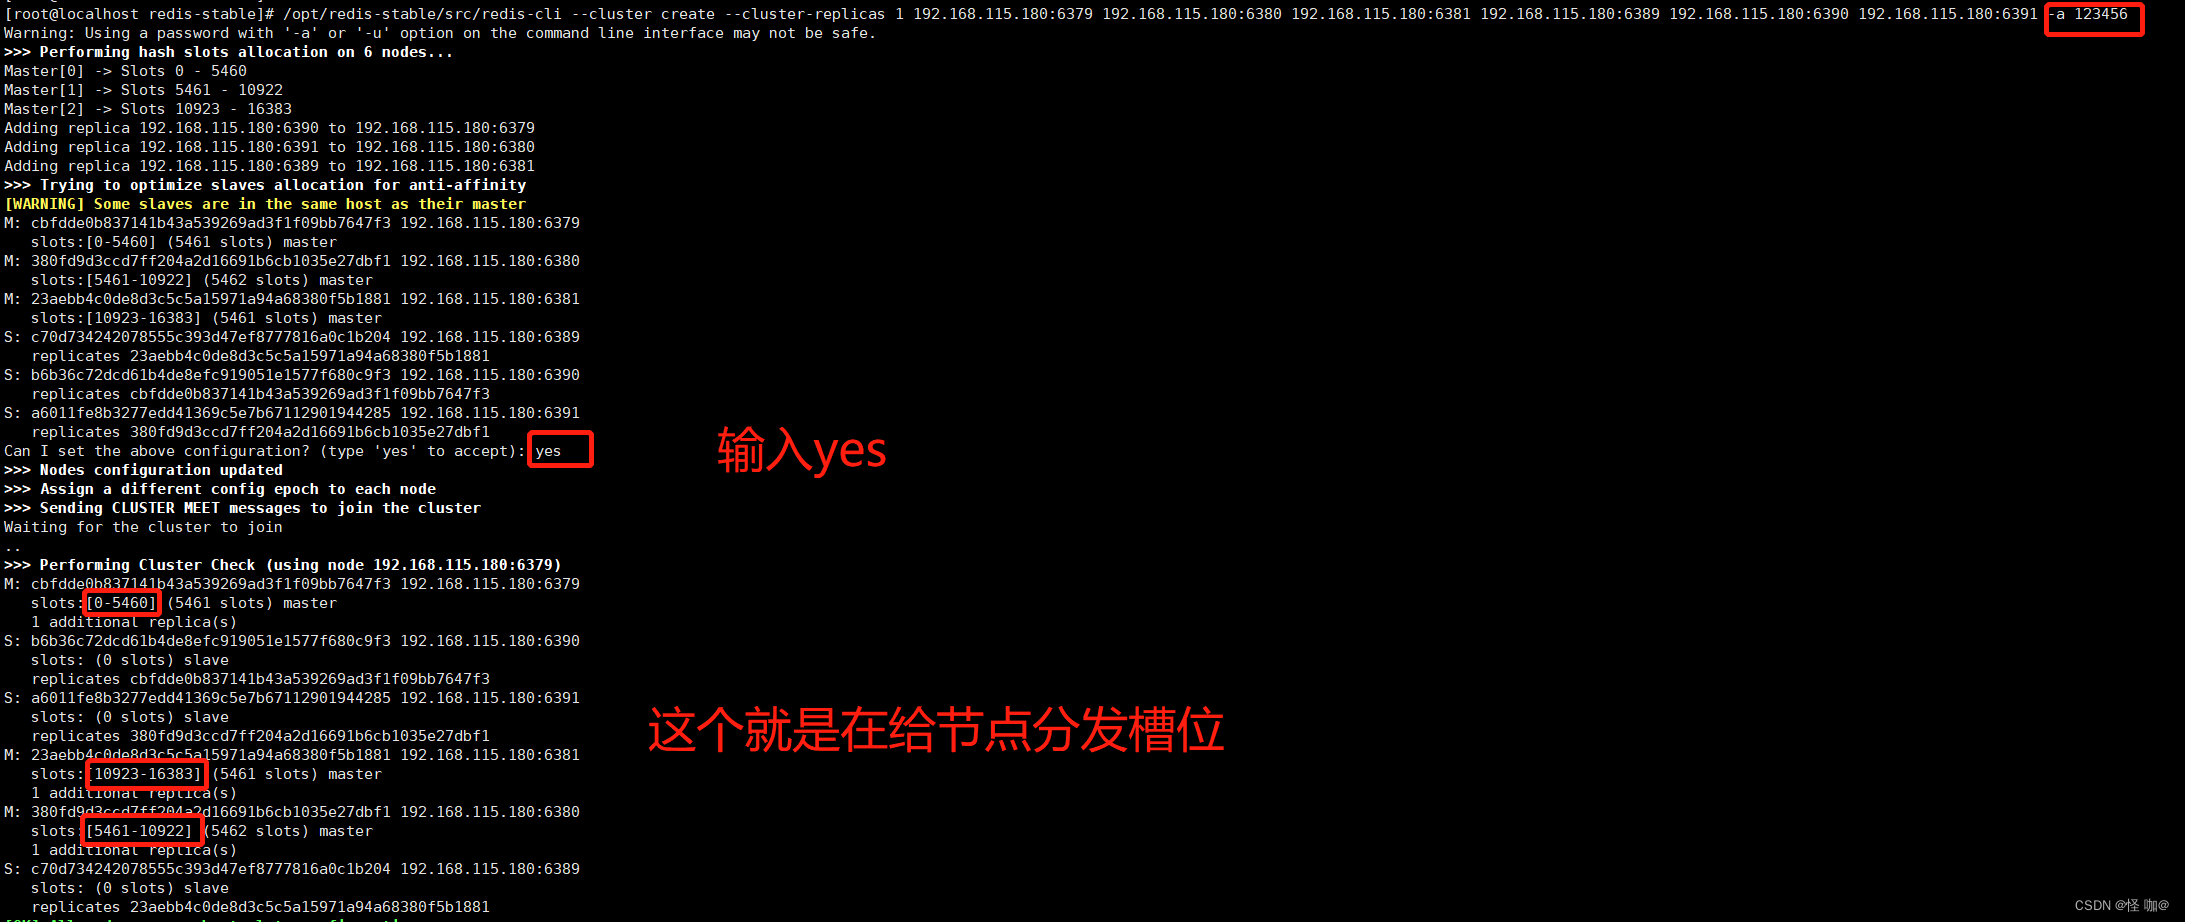 [root@localhost redis-stable]# /opt/redis-stable/src/redis-cli --cluster create --cluster-replicas 1 192.168.115.180:6379 192.168.115.180:6380 192.168.115.180:6381 192.168.115.180:6389 192.168.115.180:6390 192.168.115.180:6391 -a 123456
Warning: Using a password with '-a' or '-u' option on the command line interface may not be safe.
>>> Performing hash slots allocation on 6 nodes...
Master[0] -> Slots 0 - 5460
Master[1] -> Slots 5461 - 10922
Master[2] -> Slots 10923 - 16383
Adding replica 192.168.115.180:6390 to 192.168.115.180:6379
Adding replica 192.168.115.180:6391 to 192.168.115.180:6380
Adding replica 192.168.115.180:6389 to 192.168.115.180:6381
>>> Trying to optimize slaves allocation for anti-affinity
[WARNING] Some slaves are in the same host as their master
M: cbfdde0b837141b43a539269ad3f1f09bb7647f3 192.168.115.180:6379
slots:[0-5460] (5461 slots) master
M: 380fd9d3ccd7ff204a2d16691b6cb1035e27dbf1 192.168.115.180:6380
slots:[5461-10922] (5462 slots) master
M: 23aebb4c0de8d3c5c5a15971a94a68380f5b1881 192.168.115.180:6381
slots:[10923-16383] (5461 slots) master
S: c70d734242078555c393d47ef8777816a0c1b204 192.168.115.180:6389
replicates 23aebb4c0de8d3c5c5a15971a94a68380f5b1881
S: b6b36c72dcd61b4de8efc919051e1577f680c9f3 192.168.115.180:6390
replicates cbfdde0b837141b43a539269ad3f1f09bb7647f3
S: a6011fe8b3277edd41369c5e7b67112901944285 192.168.115.180:6391
replicates 380fd9d3ccd7ff204a2d16691b6cb1035e27dbf1
Can I set the above configuration? (type 'yes' to accept): yes
输入yes
>>> Nodes configuration updated
>>> Assign a different config epoch to each node
>>> Sending CLUSTER MEET messages to join the cluster
Waiting for the cluster to join
..
>>> Performing Cluster Check (using node 192.168.115.180:6379)
M: cbfdde0b837141b43a539269ad3f1f09bb7647f3 192.168.115.180:6379
slots:[0-5460] (5461 slots) master
1 additional replica(s)
S: b6b36c72dcd61b4de8efc919051e1577f680c9f3 192.168.115.180:6390
slots: (0 slots) slave
replicates cbfdde0b837141b43a539269ad3f1f09bb7647f3
S: a6011fe8b3277edd41369c5e7b67112901944285 192.168.115.180:6391
slots: (0 slots) slave
replicates 380fd9d3ccd7ff204a2d16691b6cb1035e27dbf1
这个就是在给节点分发槽位
M: 23aebb4c0de8d3c5c5a15971a94a68380f5b1881 192.168.115.180:6381
slots:[10923-16383] (5461 slots) master
1 additional replica(s)
M: 380fd9d3ccd7ff204a2d16691b6cb1035e27dbf1 192.168.115.180:6380
slots:[5461-10922] (5462 slots) master
1 additional replica(s)
S: c70d734242078555c393d47ef8777816a0c1b204 192.168.115.180:6389
slots: (0 slots) slave
replicates 23aebb4c0de8d3c5c5a15971a94a68380f5b1881
CSDN @怪 咖@